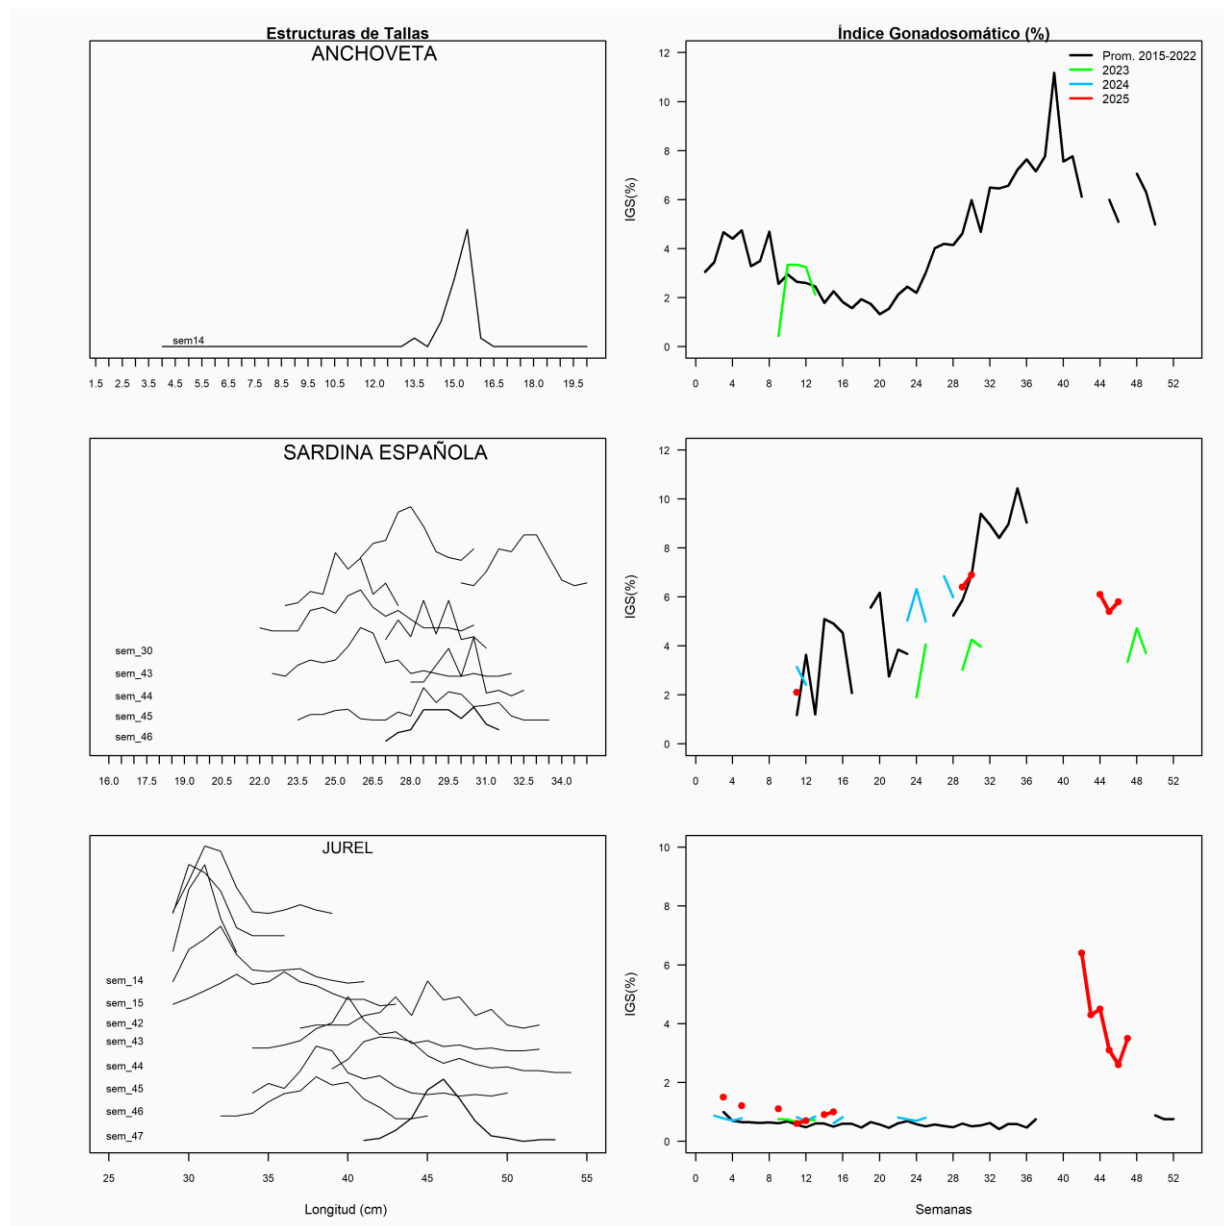 Estructuras de Tallas
ANCHOVETA
sem14
1.5 2.5 3.5 4.5 5.5 6.5 7.5 8.5 9.5 10.5 12.0 13.5 15.0 16.5 18.0 19.5
Índice Gonadosomático (%)
Prom. 2015-2022
2023
2024
2025
IGS(%)
12
10
8
6
4
2
0
0 4 8 12 16 20 24 28 32 36 40 44 48 52
SARDINA ESPAÑOLA
sem_30
sem_43
sem_44
sem_45
sem_46
16.0 17.5 19.0 20.5 22.0 23.5 25.0 26.5 28.0 29.5 31.0 32.5 34.0
IGS(%)
12
10
8
6
4
2
0
0 4 8 12 16 20 24 28 32 36 40 44 48 52
JUREL
sem_14
sem_15
sem_42
sem_43
sem_44
sem_45
sem_46
sem_47
25 30 35 40 45 50 55
Longitud (cm)
IGS(%)
10
8
6
4
2
0
0 4 8 12 16 20 24 28 32 36 40 44 48 52
Semanas